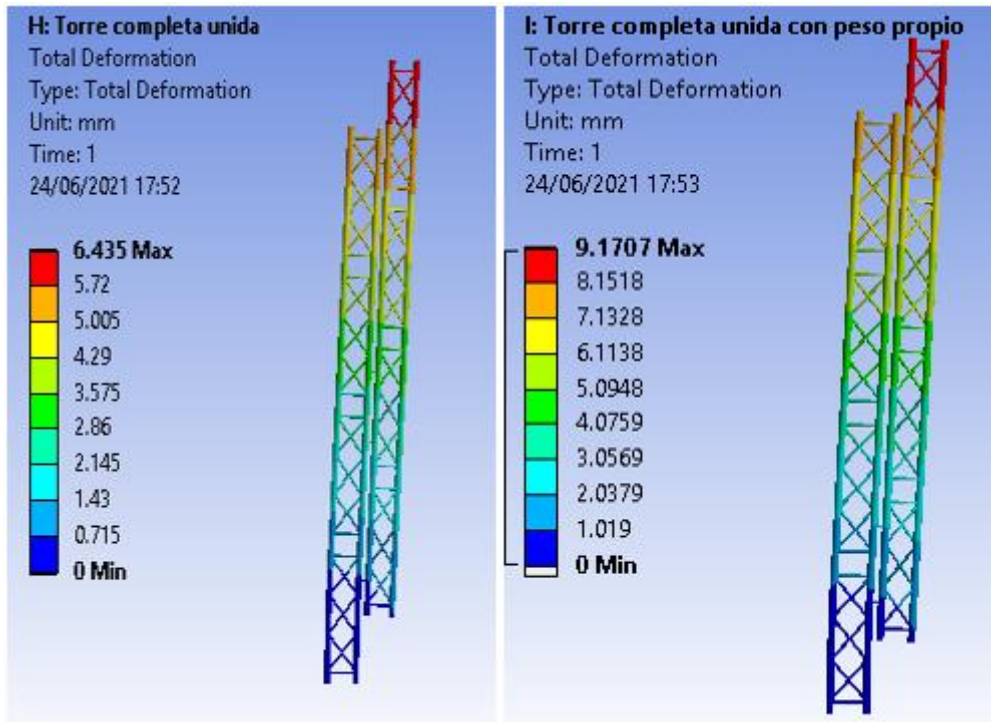 H: Torre completa unida
Total Deformation
Type: Total Deformation
Unit: mm
Time: 1
24/06/2021 17:52
6.435 Max
5.72
5.005
4.29
3.575
2.86
2.145
1.43
0.715
0 Min
I: Torre completa unida con peso propio
Total Deformation
Type: Total Deformation
Unit: mm
Time: 1
24/06/2021 17:53
9.1707 Max
8.1518
7.1328
6.1138
5.0948
4.0759
3.0569
2.0379
1.019
0 Min